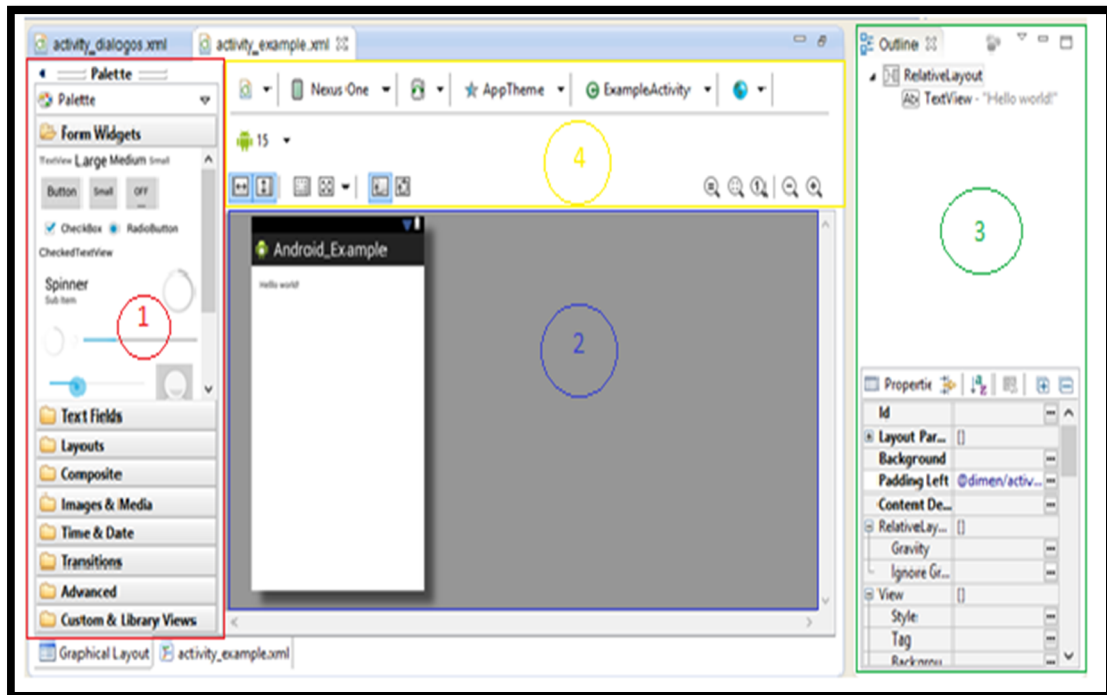 activity_dialogos.xml
activity_example.xml
Palette
Palette
Form Widgets
TextView Large Medium Small
Button Small OFF
CheckBox RadioButton
CheckedTextView
Spinner
Sub Item
1
Text Fields
Layouts
Composite
Images & Media
Time & Date
Transitions
Advanced
Custom & Library Views
Graphical Layout
activity_example.xml
Nexus One
AppTheme
ExampleActivity
15
4
Android_Example
Hello world!
2
Outline
RelativeLayout
Ab TextView - "Hello world!"
3
Propertie
Id
Layout Par... []
Background
Padding Left @dimen/activ...
Content De...
RelativeLay... []
Gravity
Ignore Gr...
View []
Style
Tag
Backgrou